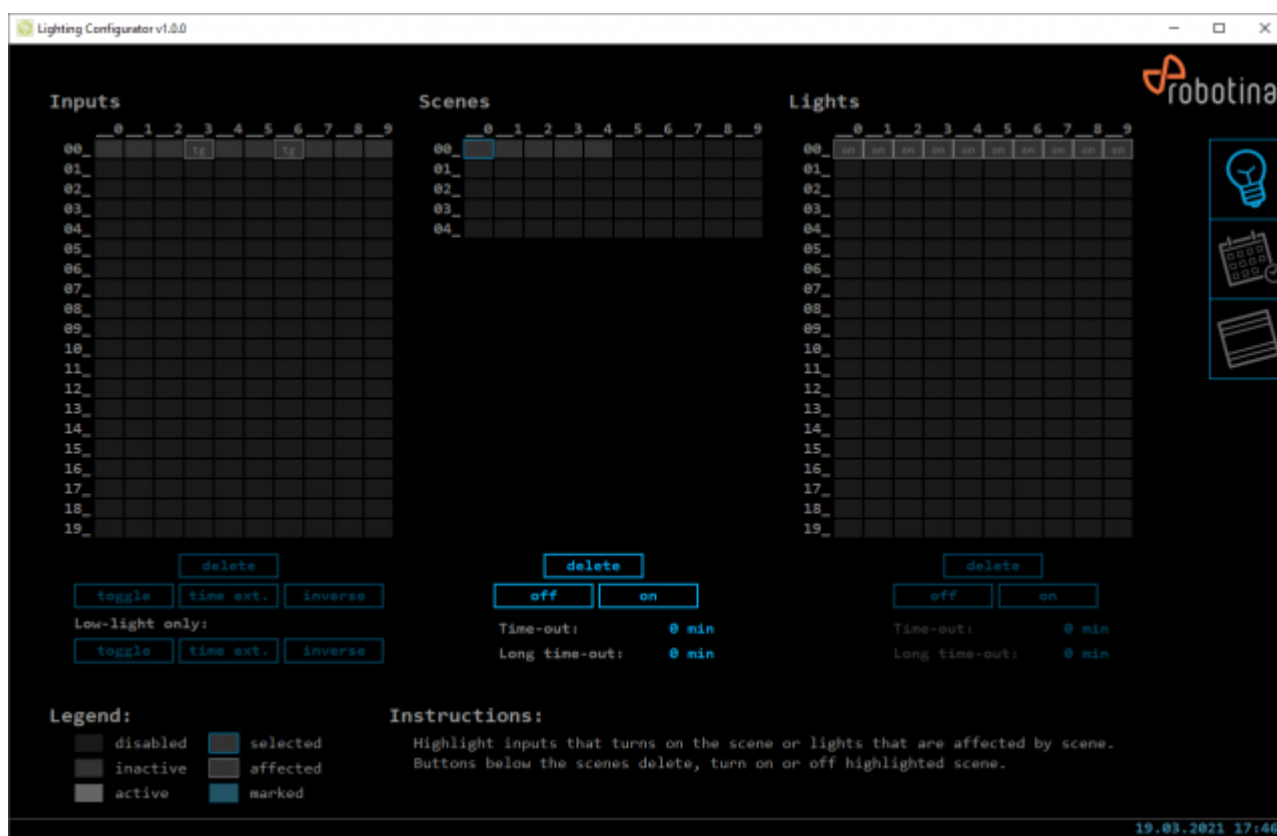 Lighting Configurator v1.0.0
robotina
Inputs
__0__1__2__3__4__5__6__7__8__9
00_ tg tg
01_
02_
03_
04_
05_
06_
07_
08_
09_
10_
11_
12_
13_
14_
15_
16_
17_
18_
19_
delete
toggle time ext. inverse
Low-light only:
toggle time ext. inverse
Scenes
__0__1__2__3__4__5__6__7__8__9
00_
01_
02_
03_
04_
delete
off on
Time-out: 0 min
Long time-out: 0 min
Lights
__0__1__2__3__4__5__6__7__8__9
00_ on on on on on on on on on on
01_
02_
03_
04_
05_
06_
07_
08_
09_
10_
11_
12_
13_
14_
15_
16_
17_
18_
19_
delete
off on
Time-out: 0 min
Long time-out: 0 min
Legend:
disabled selected
inactive affected
active marked
Instructions:
Highlight inputs that turns on the scene or lights that are affected by scene.
Buttons below the scenes delete, turn on or off highlighted scene.
19.03.2021 17:46